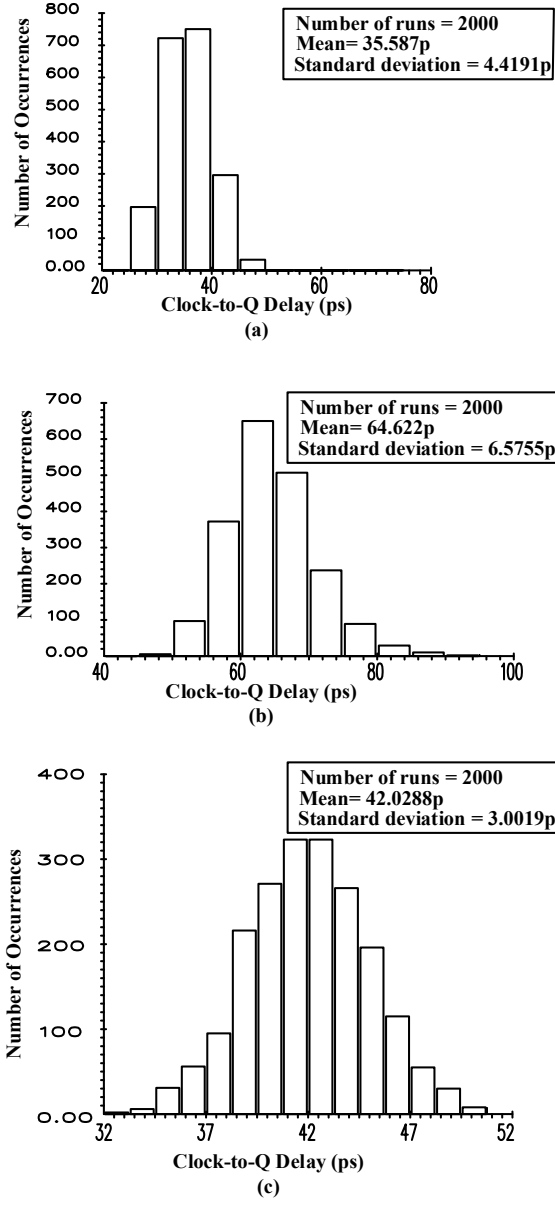 800
700
600
500
400
300
200
100
0.00
Number of Occurrences
Number of runs = 2000
Mean= 35.587p
Standard deviation = 4.4191p
20 40 60 80
Clock-to-Q Delay (ps)
(a)
700
600
500
400
300
200
100
0.00
Number of Occurrences
Number of runs = 2000
Mean= 64.622p
Standard deviation = 6.5755p
40 60 80 100
Clock-to-Q Delay (ps)
(b)
400
300
200
100
0.00
Number of Occurrences
Number of runs = 2000
Mean= 42.0288p
Standard deviation = 3.0019p
32 37 42 47 52
Clock-to-Q Delay (ps)
(c)